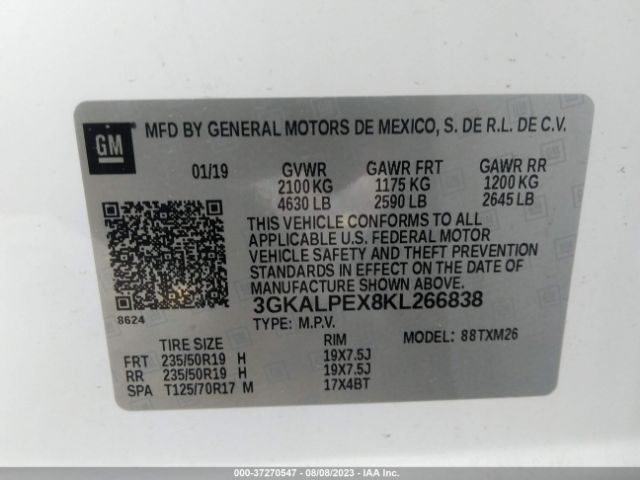 GM
MFD BY GENERAL MOTORS DE MEXICO, S. DE R.L. DE C.V.
01/19 GVWR GAWR FRT GAWR RR
2100 KG 1175 KG 1200 KG
4630 LB 2590 LB 2645 LB
THIS VEHICLE CONFORMS TO ALL
APPLICABLE U.S. FEDERAL MOTOR
VEHICLE SAFETY AND THEFT PREVENTION
STANDARDS IN EFFECT ON THE DATE OF
MANUFACTURE SHOWN ABOVE.
3GKALPEX8KL266838
8624 TYPE: M.P.V. MODEL: 88TXM26
TIRE SIZE RIM
FRT 235/50R19 H 19X7.5J
RR 235/50R19 H 19X7.5J
SPA T125/70R17 M 17X4BT
000-37270547 - 08/08/2023 - iaai.com